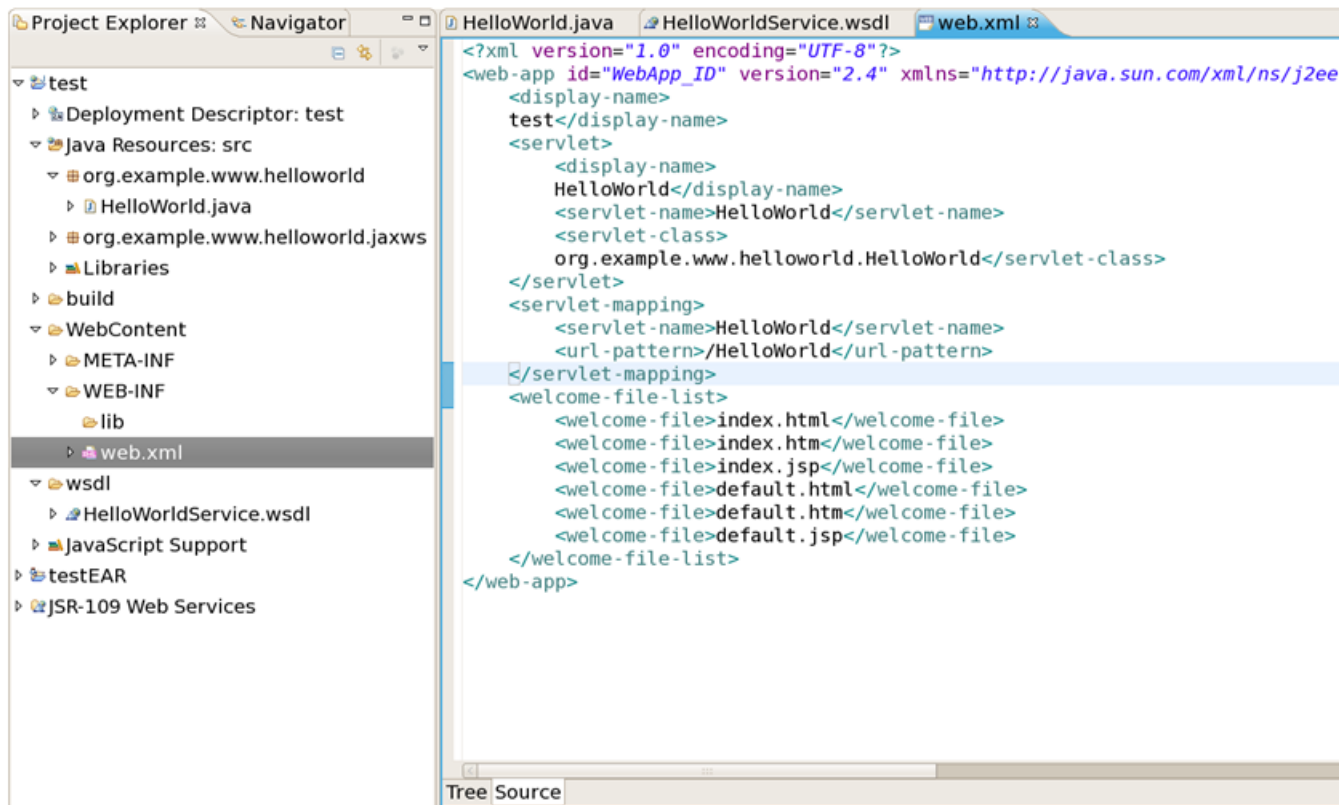 Project Explorer
Navigator
test
Deployment Descriptor: test
Java Resources: src
org.example.www.helloworld
HelloWorld.java
org.example.www.helloworld.jaxws
Libraries
build
WebContent
META-INF
WEB-INF
lib
web.xml
wsdl
HelloWorldService.wsdl
JavaScript Support
testEAR
JSR-109 Web Services
HelloWorld.java
HelloWorldService.wsdl
web.xml
<?xml version="1.0" encoding="UTF-8"?>
<web-app id="WebApp_ID" version="2.4" xmlns="http://java.sun.com/xml/ns/j2ee
<display-name>
test</display-name>
<servlet>
<display-name>
HelloWorld</display-name>
<servlet-name>HelloWorld</servlet-name>
<servlet-class>
org.example.www.helloworld.HelloWorld</servlet-class>
</servlet>
<servlet-mapping>
<servlet-name>HelloWorld</servlet-name>
<url-pattern>/HelloWorld</url-pattern>
</servlet-mapping>
<welcome-file-list>
<welcome-file>index.html</welcome-file>
<welcome-file>index.htm</welcome-file>
<welcome-file>index.jsp</welcome-file>
<welcome-file>default.html</welcome-file>
<welcome-file>default.htm</welcome-file>
<welcome-file>default.jsp</welcome-file>
</welcome-file-list>
</web-app>
Tree Source